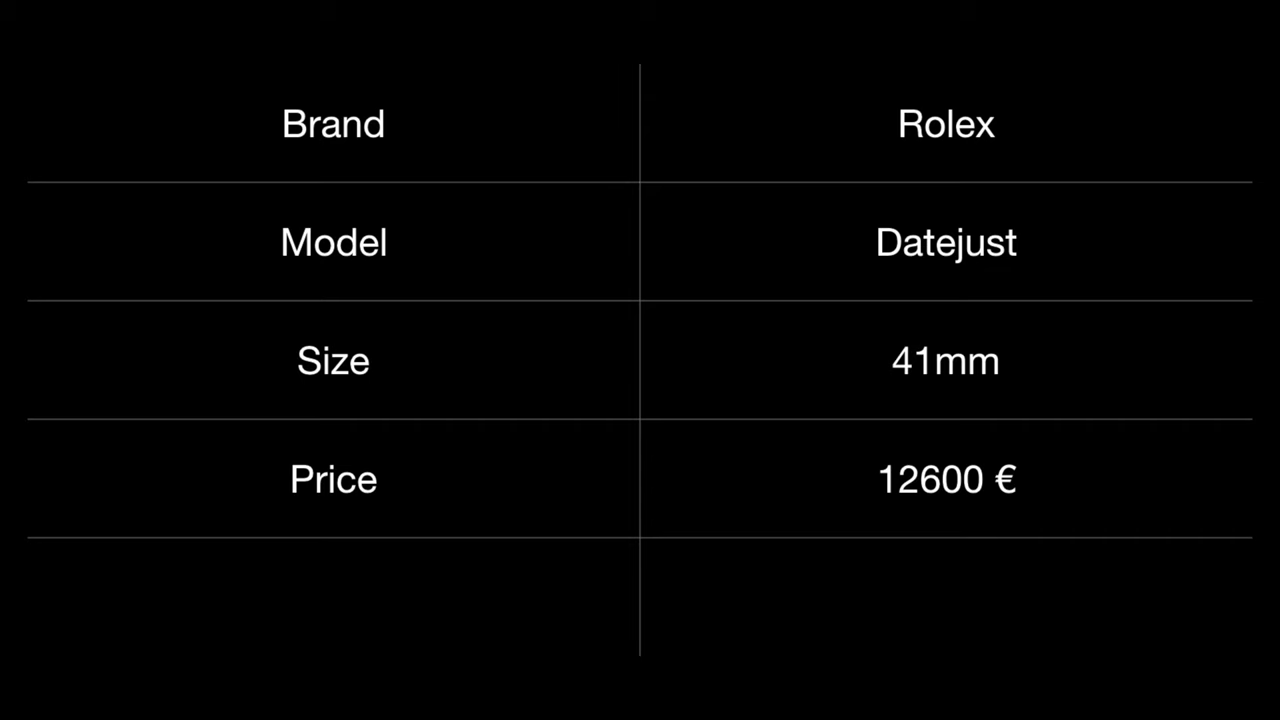 Brand Rolex
Model Datejust
Size 41mm
Price 12600 €